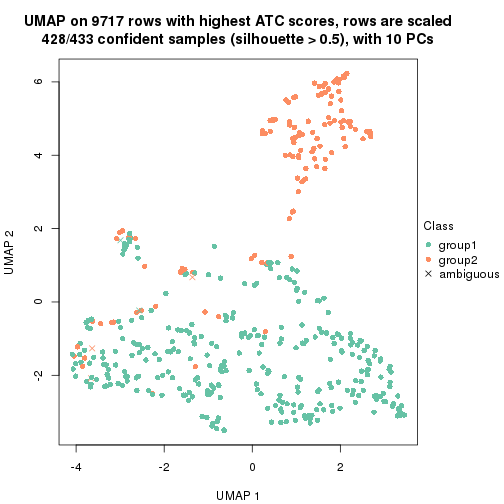 UMAP on 9717 rows with highest ATC scores, rows are scaled
428/433 confident samples (silhouette > 0.5), with 10 PCs
6
4
2
0
-2
-4
-2
0
2
UMAP 1
UMAP 2
Class
group1
group2
ambiguous